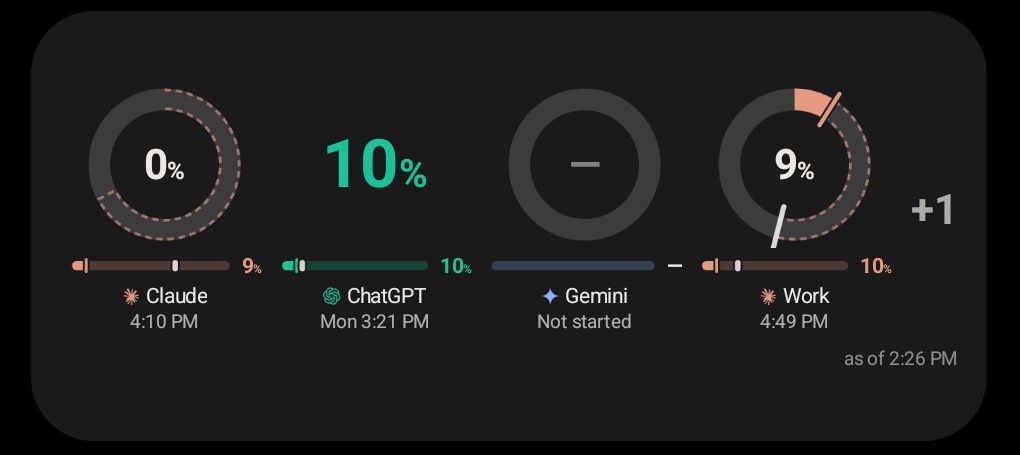 0%
10%
—
9%
+1
9%
10%
—
10%
Claude
ChatGPT
Gemini
Work
4:10 PM
Mon 3:21 PM
Not started
4:49 PM
as of 2:26 PM